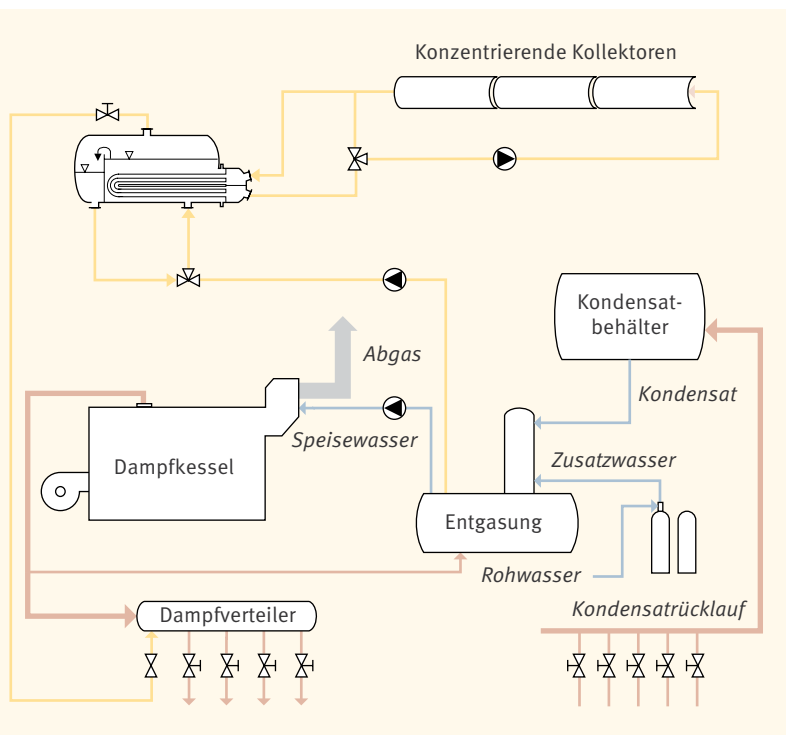 Konzentrierende Kollektoren
Kondensat-
behälter
Abgas
Kondensat
Speisewasser
Dampfkessel
Zusatzwasser
Entgasung
Rohwasser
Kondensatrücklauf
Dampfverteiler